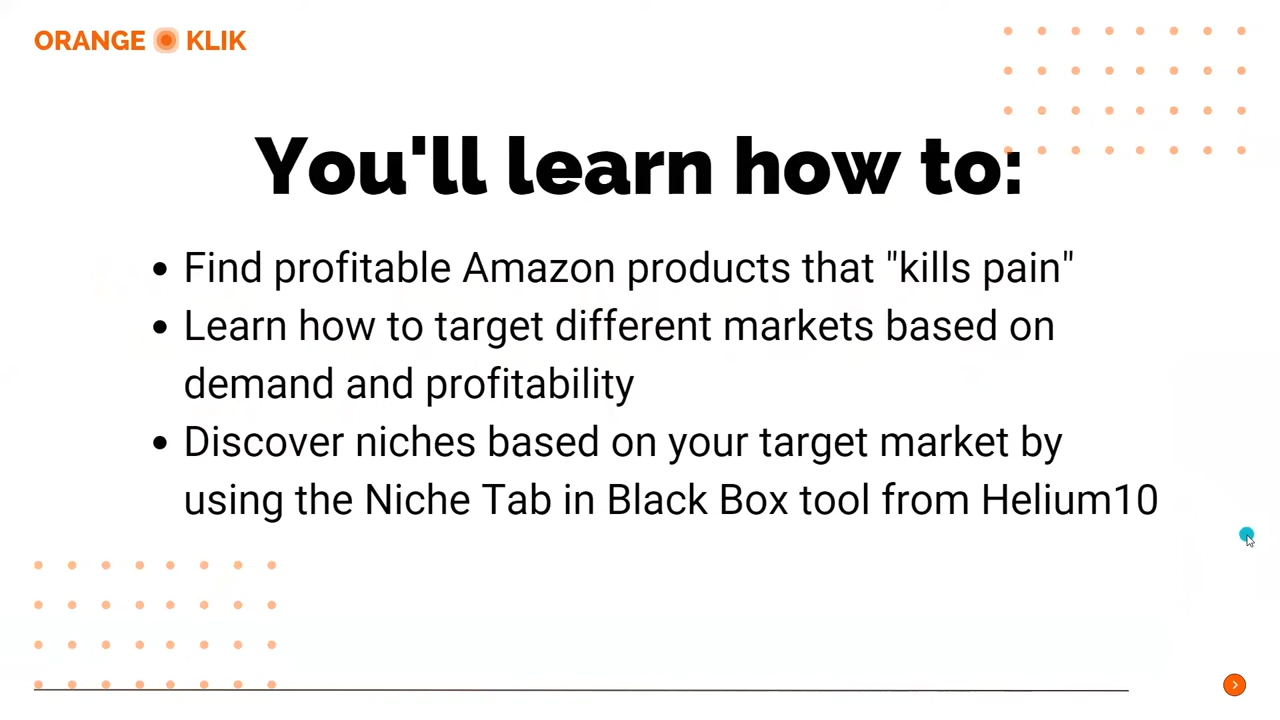 ORANGE KLIK
You'll learn how to:
• Find profitable Amazon products that "kills pain"
• Learn how to target different markets based on
demand and profitability
• Discover niches based on your target market by
using the Niche Tab in Black Box tool from Helium10